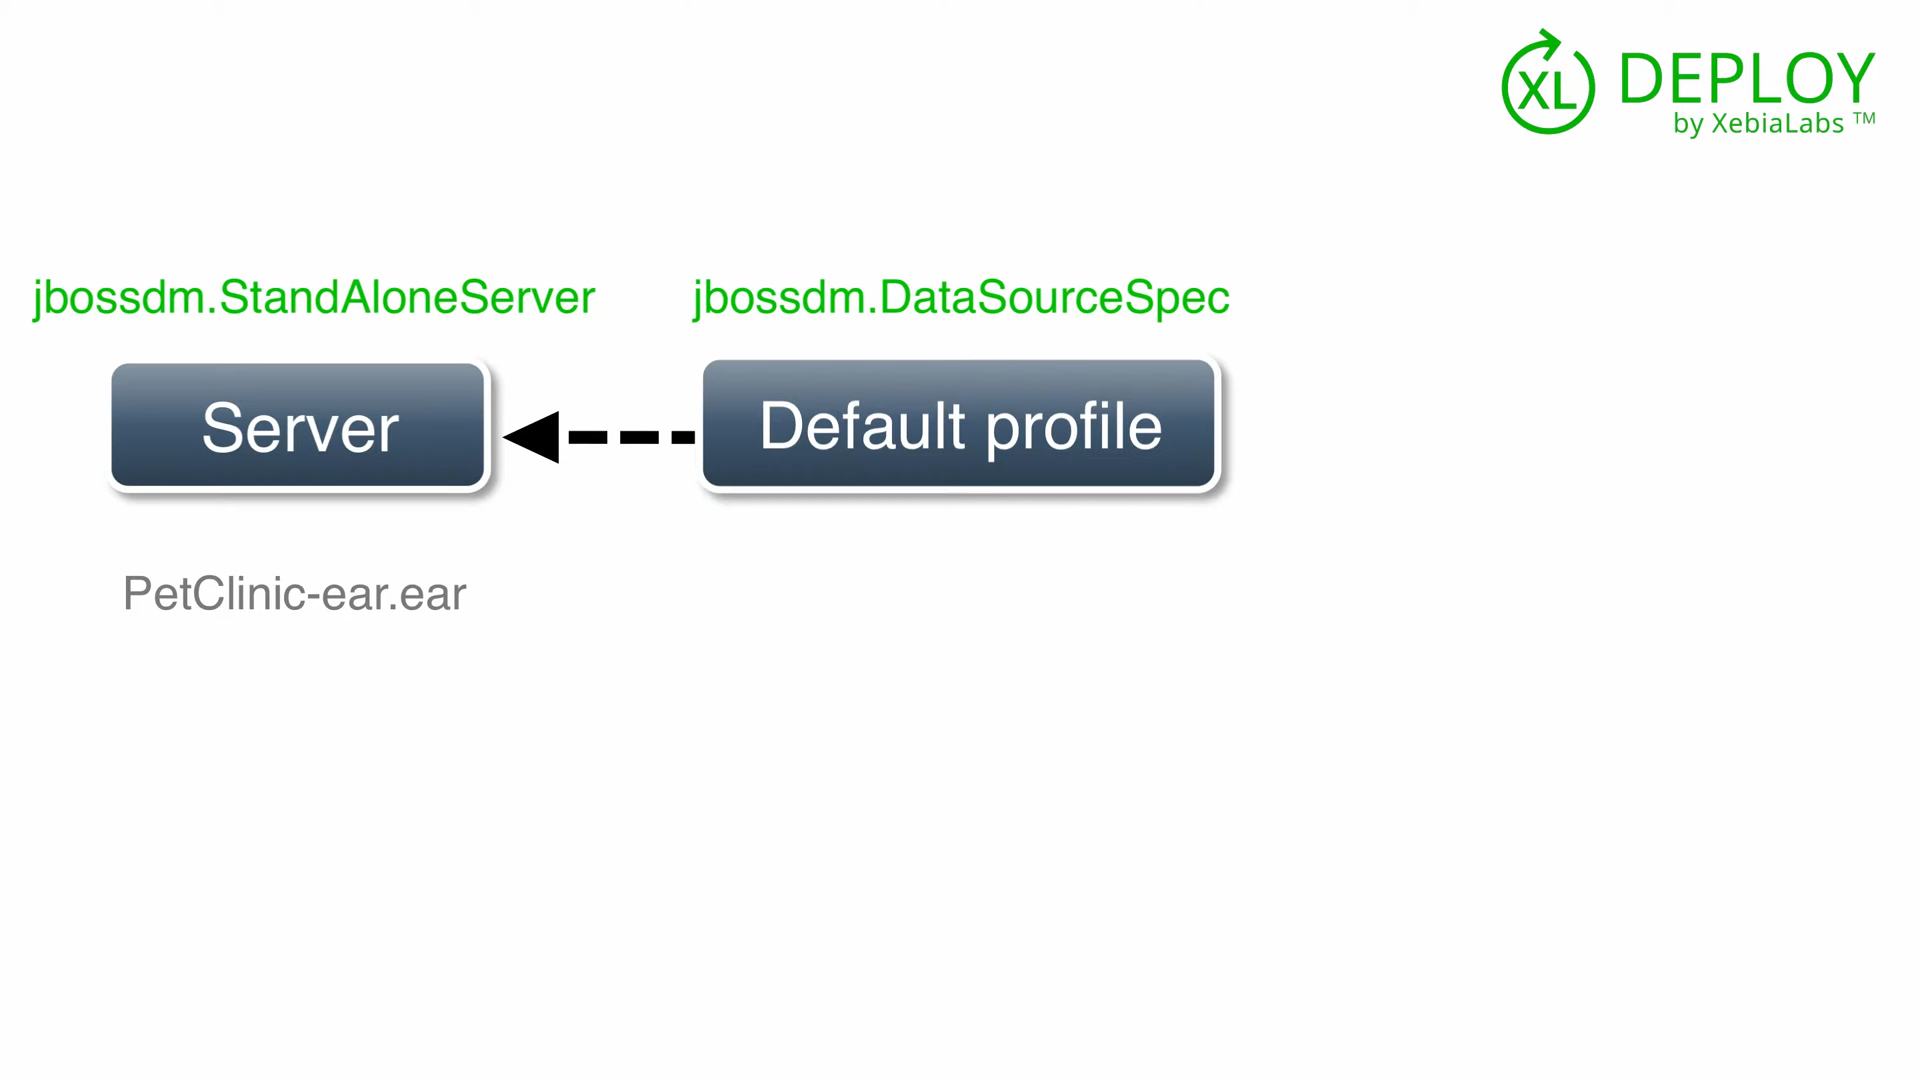 XL DEPLOY
by XebiaLabs ™
jbossdm.StandAloneServer
jbossdm.DataSourceSpec
Server
Default profile
PetClinic-ear.ear